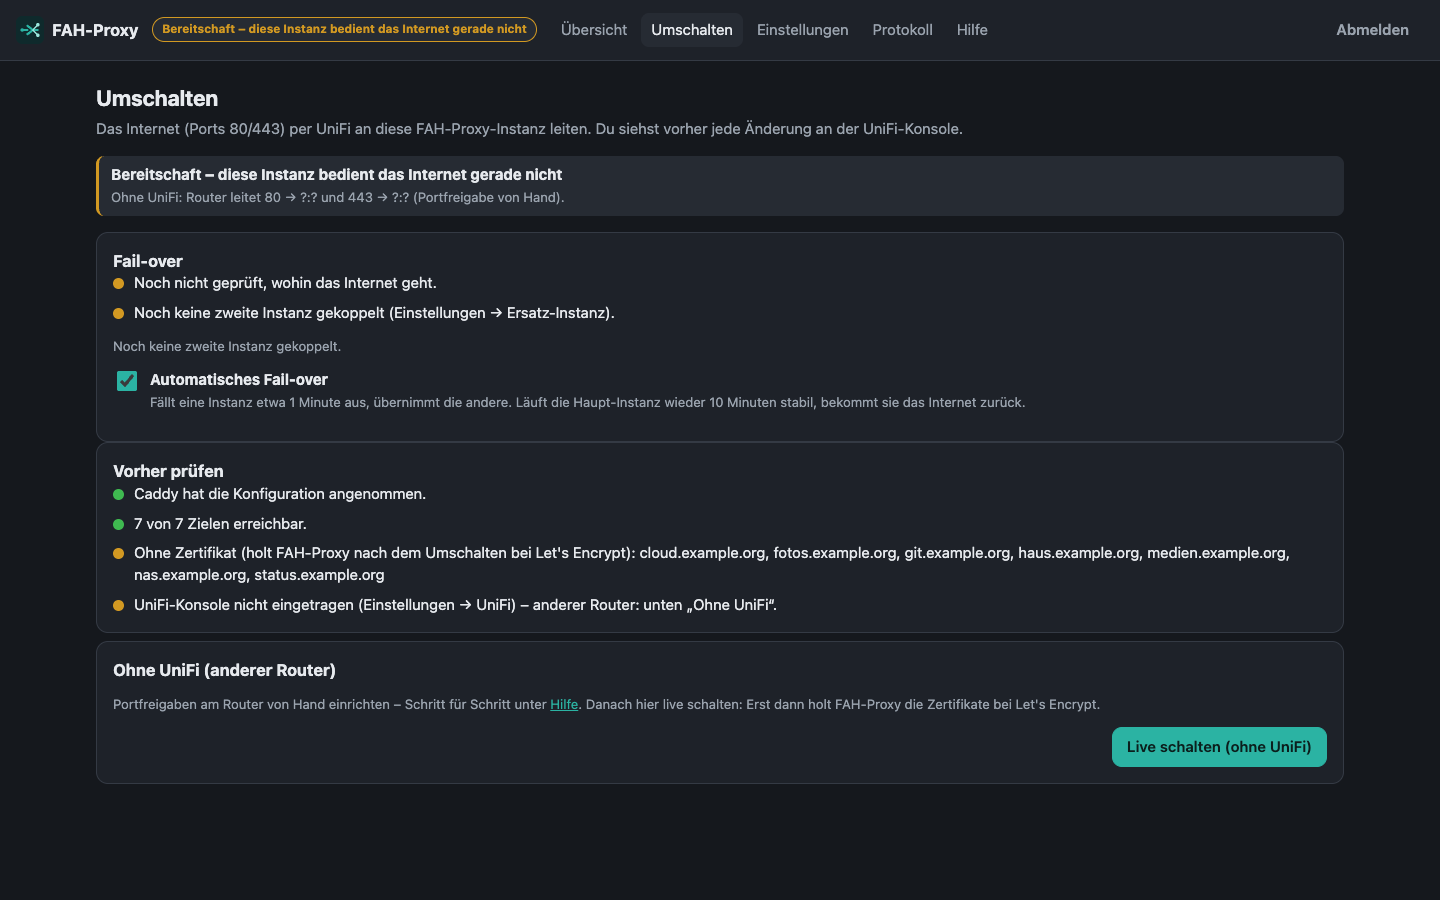 FAH-Proxy
Bereitschaft – diese Instanz bedient das Internet gerade nicht
Übersicht
Umschalten
Einstellungen
Protokoll
Hilfe
Abmelden
Umschalten
Das Internet (Ports 80/443) per UniFi an diese FAH-Proxy-Instanz leiten. Du siehst vorher jede Änderung an der UniFi-Konsole.
Bereitschaft – diese Instanz bedient das Internet gerade nicht
Ohne UniFi: Router leitet 80 → ?:? und 443 → ?:? (Portfreigabe von Hand).
Fail-over
Noch nicht geprüft, wohin das Internet geht.
Noch keine zweite Instanz gekoppelt (Einstellungen → Ersatz-Instanz).
Noch keine zweite Instanz gekoppelt.
Automatisches Fail-over
Fällt eine Instanz etwa 1 Minute aus, übernimmt die andere. Läuft die Haupt-Instanz wieder 10 Minuten stabil, bekommt sie das Internet zurück.
Vorher prüfen
Caddy hat die Konfiguration angenommen.
7 von 7 Zielen erreichbar.
Ohne Zertifikat (holt FAH-Proxy nach dem Umschalten bei Let's Encrypt): cloud.example.org, fotos.example.org, git.example.org, haus.example.org, medien.example.org,
nas.example.org, status.example.org
UniFi-Konsole nicht eingetragen (Einstellungen → UniFi) – anderer Router: unten „Ohne UniFi“.
Ohne UniFi (anderer Router)
Portfreigaben am Router von Hand einrichten – Schritt für Schritt unter Hilfe. Danach hier live schalten: Erst dann holt FAH-Proxy die Zertifikate bei Let's Encrypt.
Live schalten (ohne UniFi)